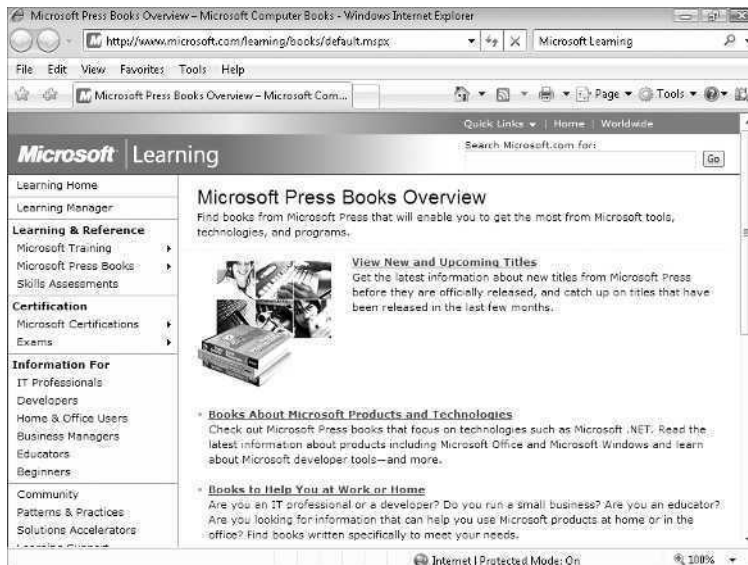 Microsoft Press Books Overview – Microsoft Computer Books - Windows Internet Explorer
http://www.microsoft.com/learning/books/default.mspx
Microsoft Learning
File Edit View Favorites Tools Help
Microsoft Press Books Overview – Microsoft Com...
Page Tools
Quick Links | Home | Worldwide
Microsoft Learning
Search Microsoft.com for:
Go
Learning Home
Learning Manager
Learning & Reference
Microsoft Training
Microsoft Press Books
Skills Assessments
Certification
Microsoft Certifications
Exams
Information For
IT Professionals
Developers
Home & Office Users
Business Managers
Educators
Beginners
Community
Patterns & Practices
Solutions Accelerators
Learning Support
Microsoft Press Books Overview
Find books from Microsoft Press that will enable you to get the most from Microsoft tools,
technologies, and programs.
View New and Upcoming Titles
Get the latest information about new titles from Microsoft Press
before they are officially released, and catch up on titles that have
been released in the last few months.
Books About Microsoft Products and Technologies
Check out Microsoft Press books that focus on technologies such as Microsoft .NET. Read the
latest information about products including Microsoft Office and Microsoft Windows and learn
about Microsoft developer tools—and more.
Books to Help You at Work or Home
Are you an IT professional or a developer? Do you run a small business? Are you an educator?
Are you looking for information that can help you use Microsoft products at home or in the
office? Find books written specifically to meet your needs.
Internet | Protected Mode: On
100%